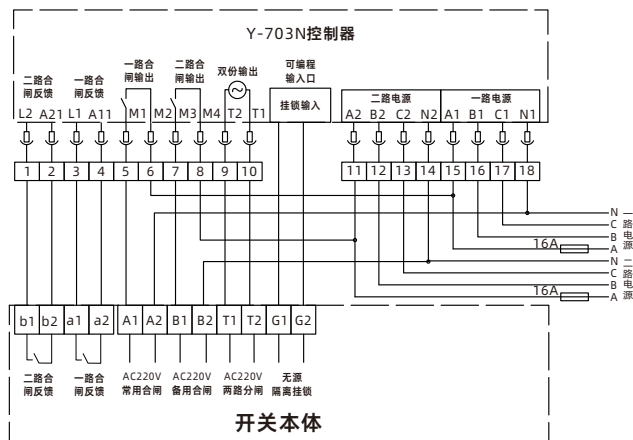 Y-703N控制器
二路合
闸反馈
一路合
闸反馈
一路合
闸输出
二路合
闸输出
双份输出
可编程
输入口
挂锁输入
二路电源
一路电源
L2 A21 L1 A11 M1 M2 M3 M4 T2 T1 A2 B2 C2 N2 A1 B1 C1 N1
1 2 3 4 5 6 7 8 9 10 11 12 13 14 15 16 17 18
N
C
B
A
一路电源
16A
N
C
B
A
二路电源
16A
b1 b2 a1 a2 A1 A2 B1 B2 T1 T2 G1 G2
二路合
闸反馈
一路合
闸反馈
AC220V
常用合闸
AC220V
备用合闸
AC220V
两路分闸
无源
隔离挂锁
开关本体